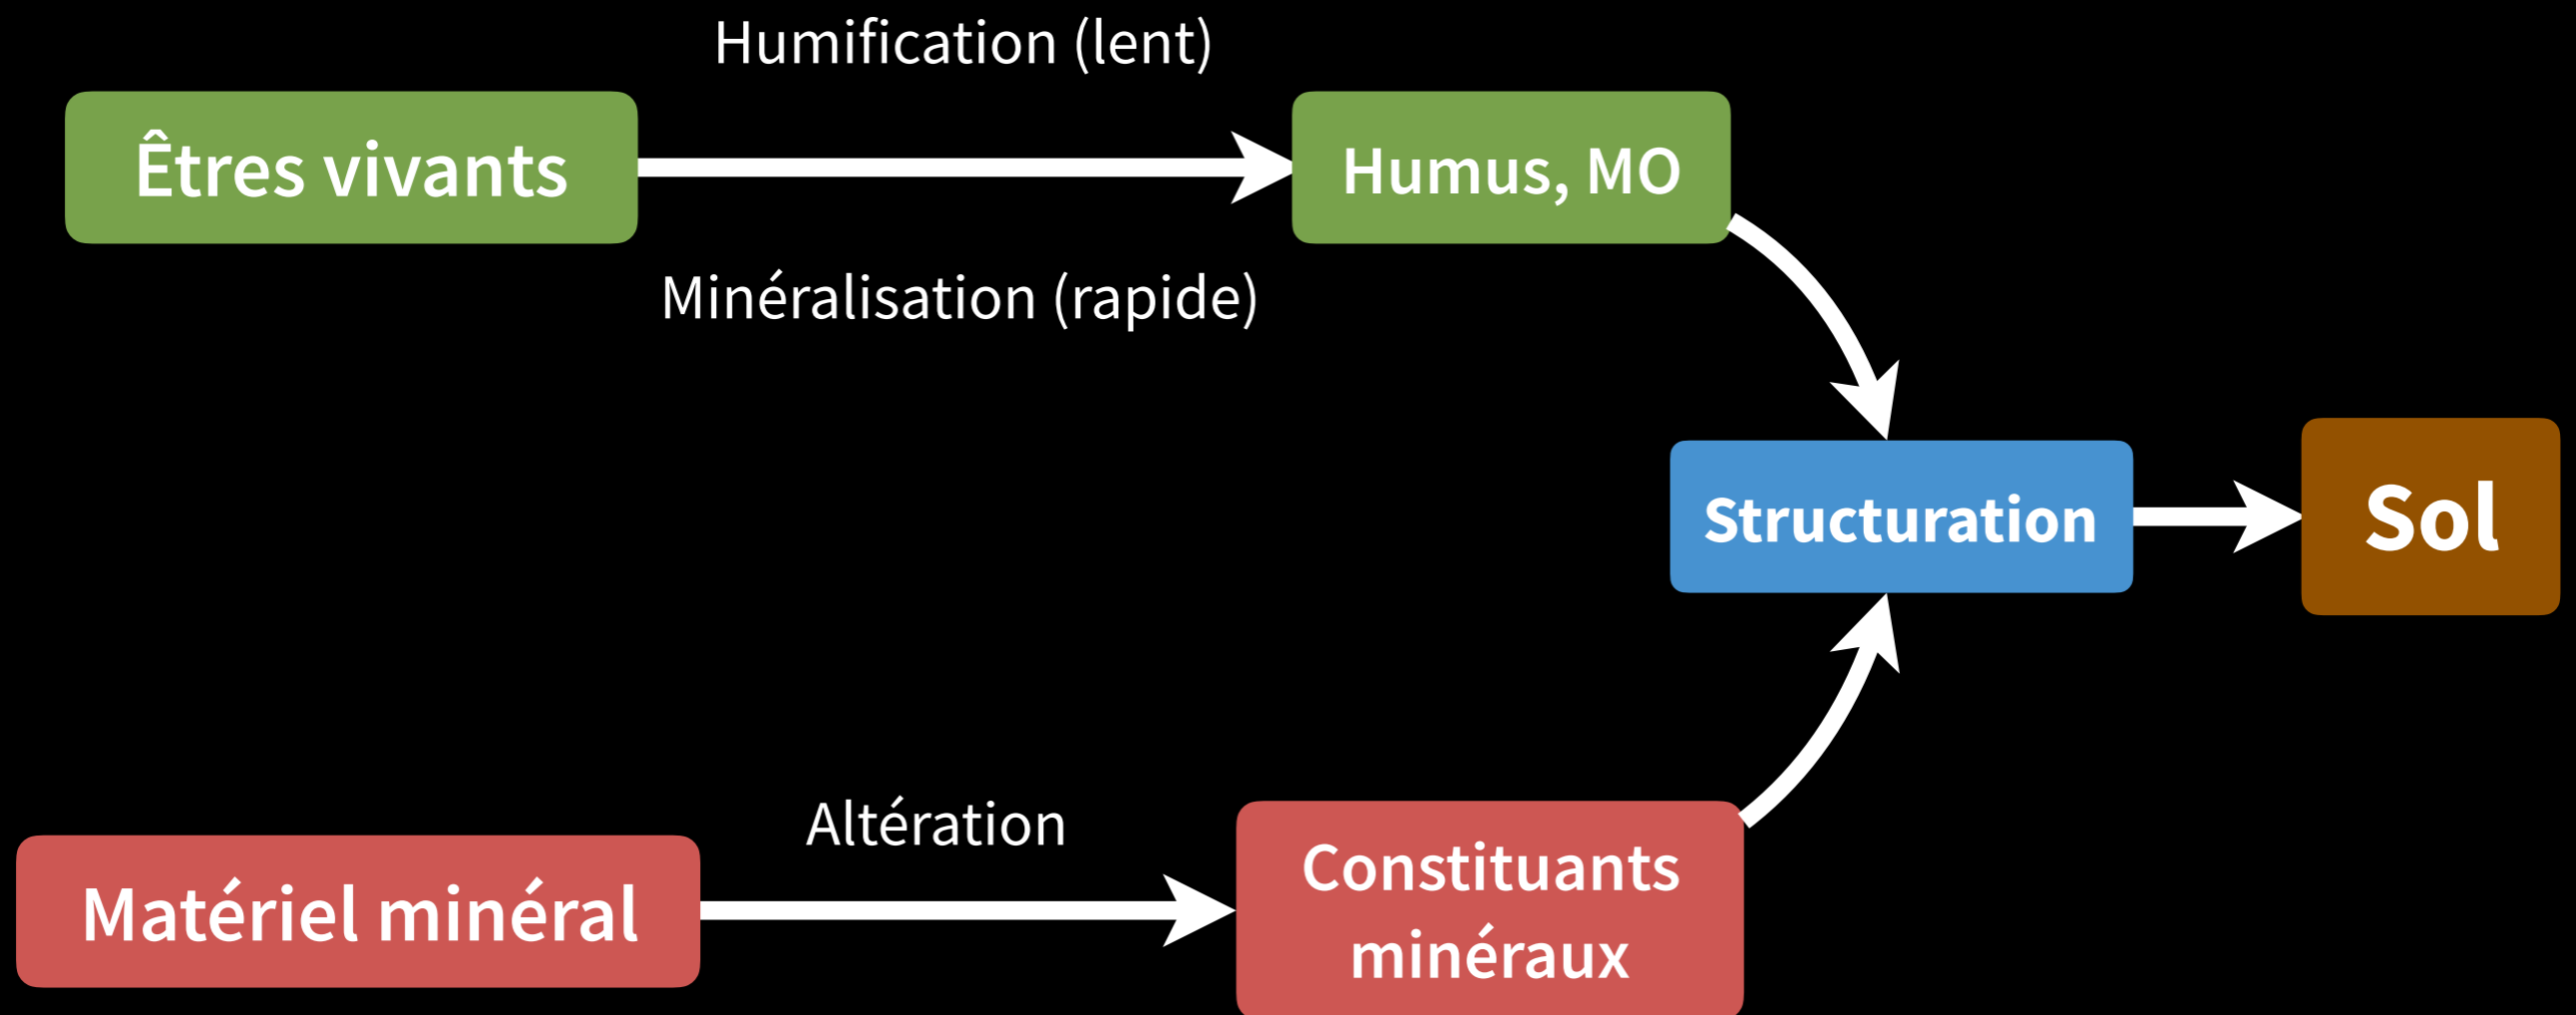 Humification (lent)
Êtres vivants
Humus, MO
Minéralisation (rapide)
Structuration
Sol
Altération
Matériel minéral
Constituants
minéraux